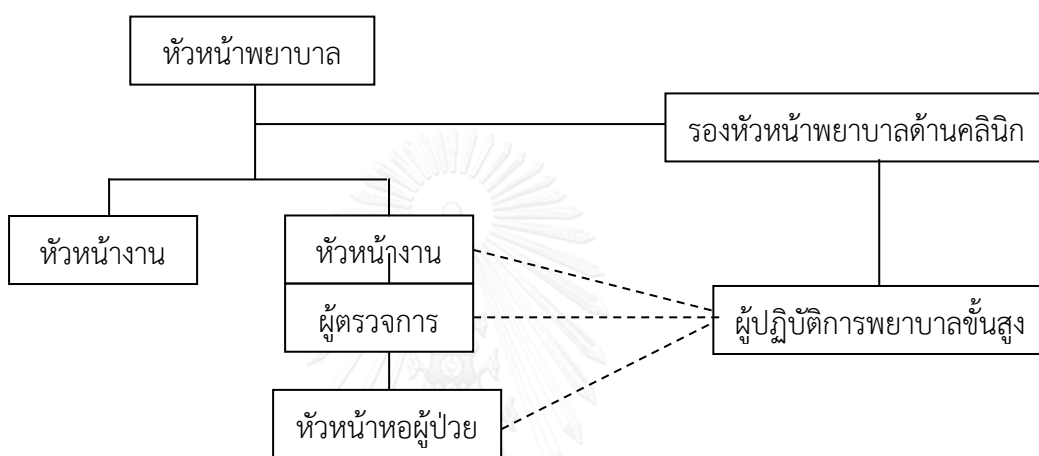 หัวหน้าพยาบาล
รองหัวหน้าพยาบาลด้านคลินิก
หัวหน้างาน
หัวหน้างาน
ผู้ตรวจการ
ผู้ปฏิบัติการพยาบาลขั้นสูง
หัวหน้าหอผู้ป่วย